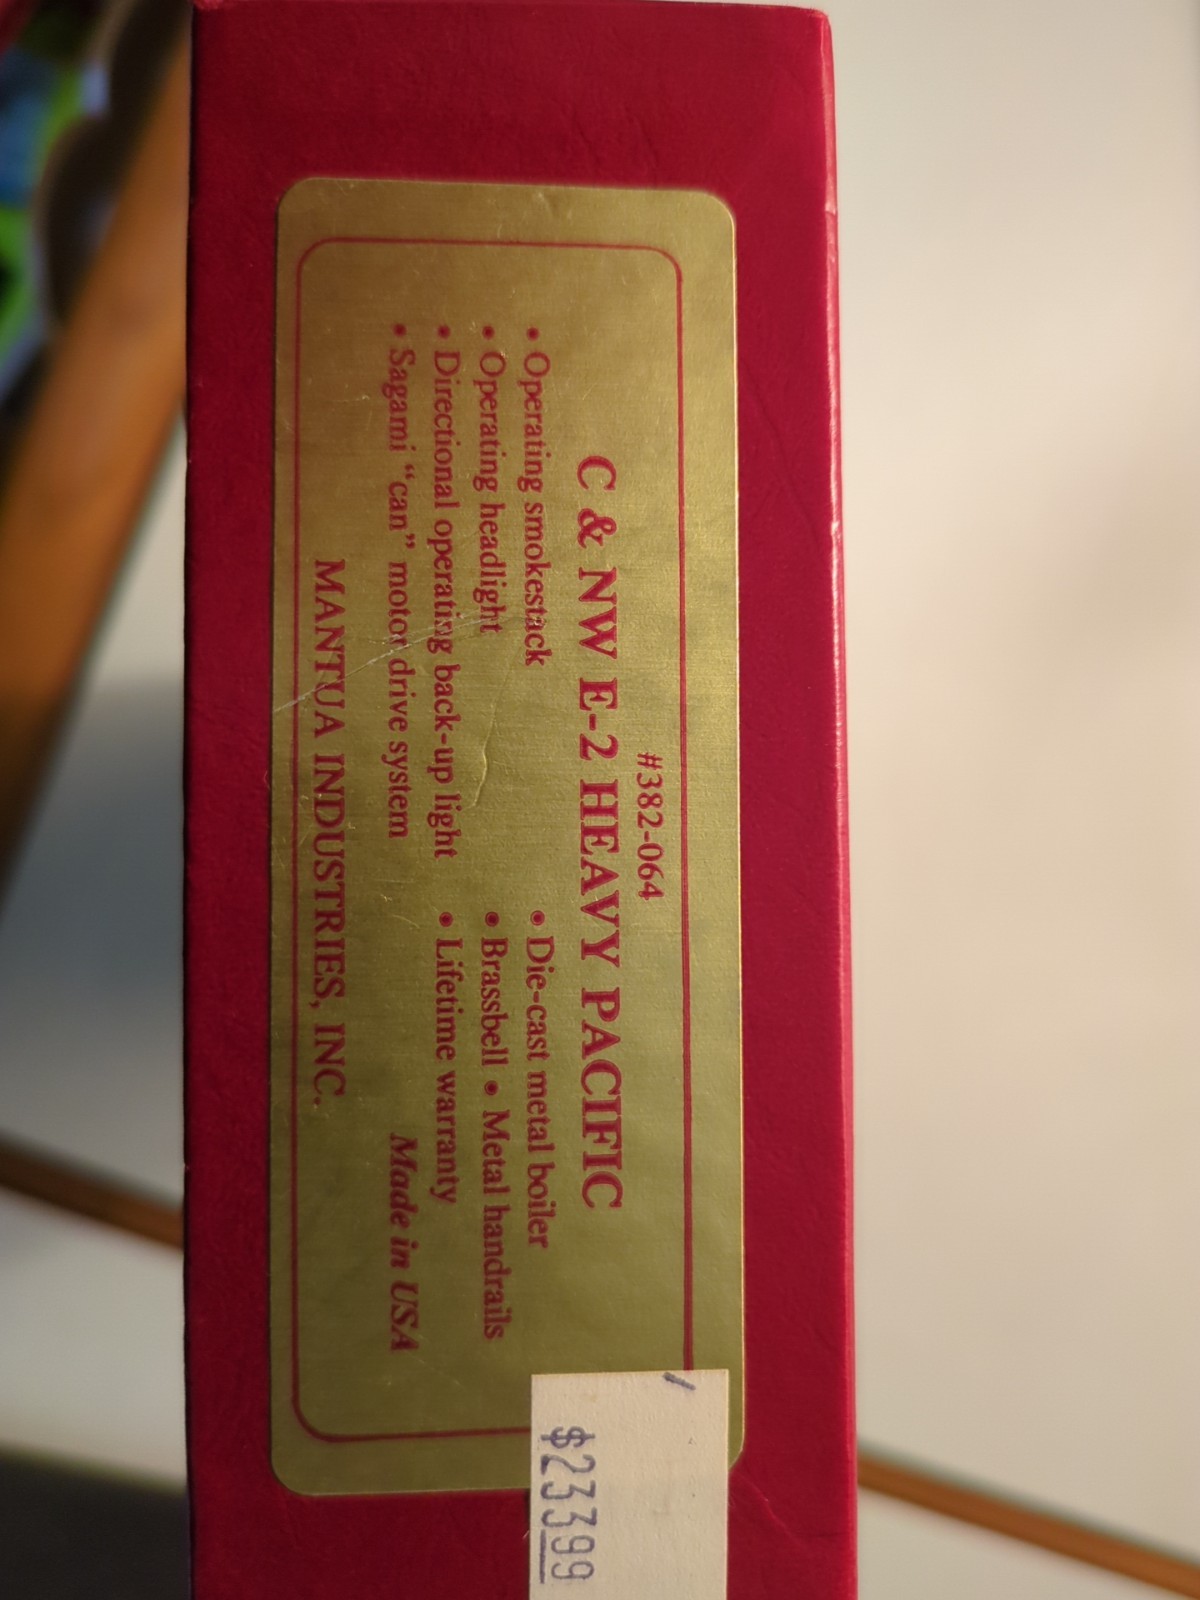 #382-064
C & NW E-2 HEAVY PACIFIC
• Operating smokestack
• Operating headlight
• Directional operating back-up light
• Sagami “can” motor drive system
• Die-cast metal boiler
• Brassbell • Metal handrails
• Lifetime warranty
Made in USA
MANTUA INDUSTRIES, INC.
$23399